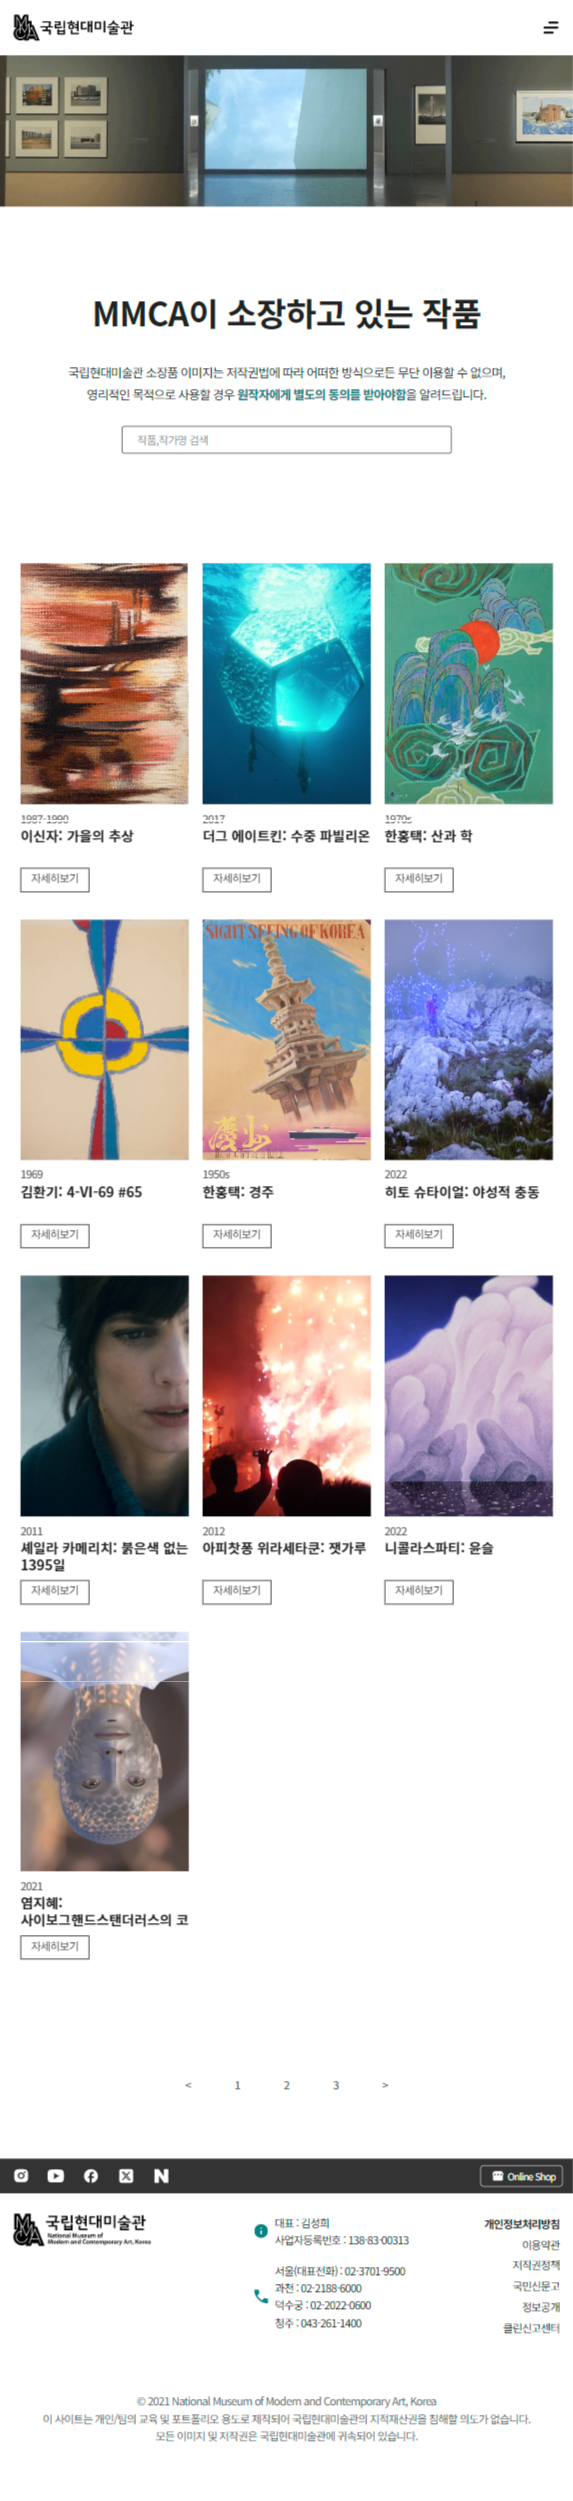 MMCA 국립현대미술관
MMCA이 소장하고 있는 작품
국립현대미술관 소장품 이미지는 저작권법에 따라 어떠한 방식으로든 무단 이용할 수 없으며,
영리적인 목적으로 사용할 경우 원작자에게 별도의 동의를 받아야함을 알려드립니다.
작품,작가명 검색
1987-1990
이신자: 가을의 추상
자세히보기
2017
더그 에이트킨: 수중 파빌리온
자세히보기
1970s
한홍택: 산과 학
자세히보기
1969
김환기: 4-VI-69 #65
자세히보기
SIGHTSEEING OF KOREA
慶州
1950s
한홍택: 경주
자세히보기
2022
히토 슈타이얼: 야성적 충동
자세히보기
2011
셰일라 카메리치: 붉은색 없는
1395일
자세히보기
2012
아피찻퐁 위라세타쿤: 잿가루
자세히보기
2022
니콜라스파티: 윤슬
자세히보기
2021
염지혜:
사이보그핸드스탠더러스의 코
자세히보기
< 1 2 3 >
Online Shop
MMCA 국립현대미술관
National Museum of
Modern and Contemporary Art, Korea
대표 : 김성희
사업자등록번호 : 138-83-00313
서울(대표전화) : 02-3701-9500
과천 : 02-2188-6000
덕수궁 : 02-2022-0600
청주 : 043-261-1400
개인정보처리방침
이용약관
저작권정책
국민신문고
정보공개
클린신고센터
© 2021 National Museum of Modern and Contemporary Art, Korea
이 사이트는 개인/팀의 교육 및 포트폴리오 용도로 제작되어 국립현대미술관의 지적재산권을 침해할 의도가 없습니다.
모든 이미지 및 저작권은 국립현대미술관에 귀속되어 있습니다.